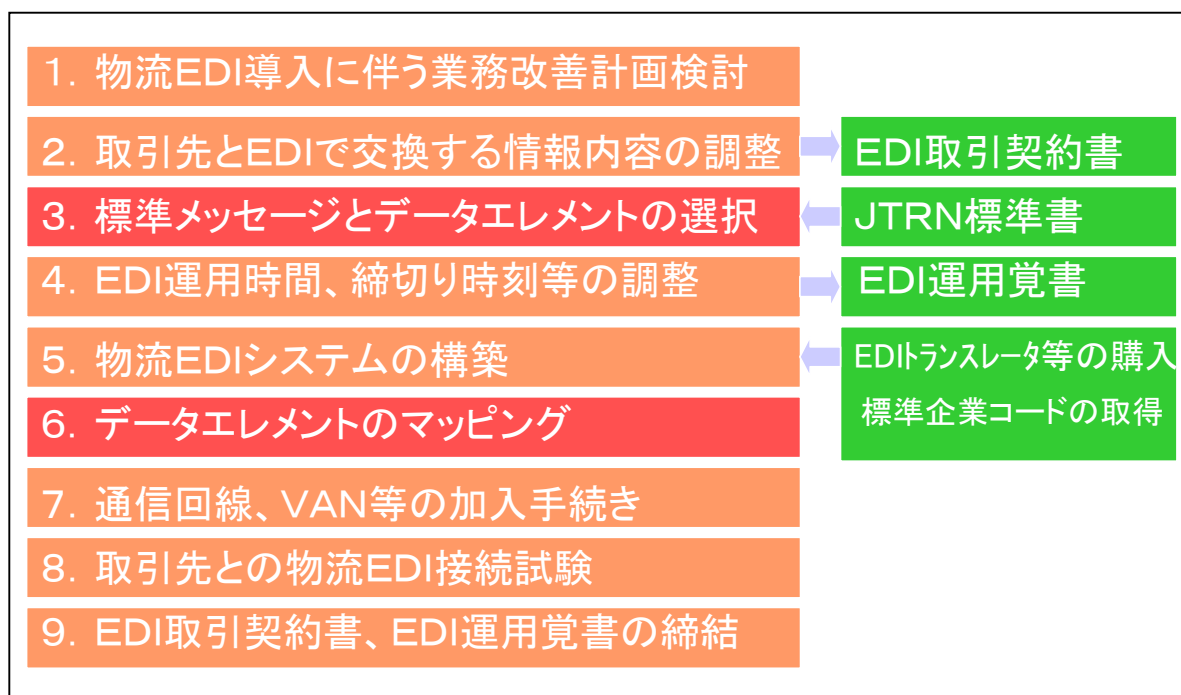 1. 物流EDI導入に伴う業務改善計画検討
2. 取引先とEDIで交換する情報内容の調整
EDI取引契約書
3. 標準メッセージとデータエレメントの選択
JTRN標準書
4. EDI運用時間、締切り時刻等の調整
EDI運用覚書
5. 物流EDIシステムの構築
EDIトランスレータ等の購入
標準企業コードの取得
6. データエレメントのマッピング
7. 通信回線、VAN等の加入手続き
8. 取引先との物流EDI接続試験
9. EDI取引契約書、EDI運用覚書の締結